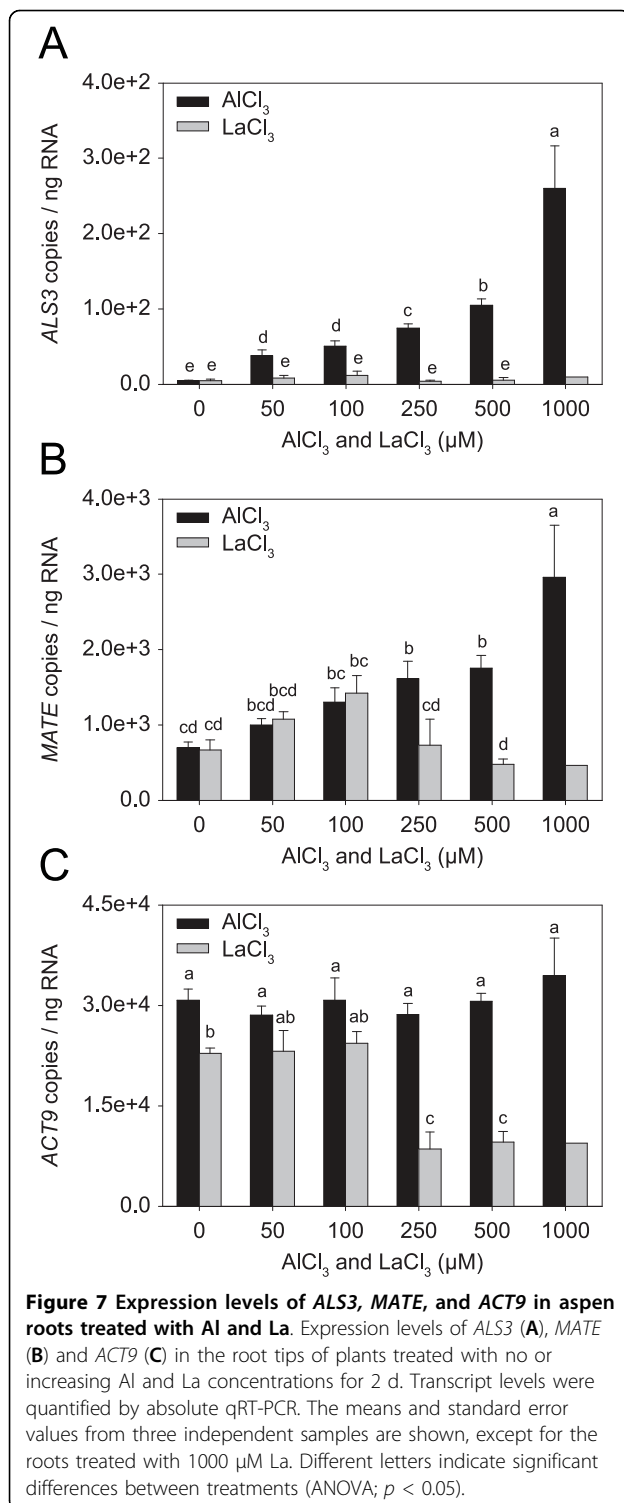 A
4.0e+2
AlCl₃
LaCl₃
3.0e+2
2.0e+2
1.0e+2
0.0
ALS3 copies / ng RNA
e e d e d e c e b e a
0 50 100 250 500 1000
AlCl₃ and LaCl₃ (µM)
B
4.0e+3
AlCl₃
LaCl₃
3.0e+3
2.0e+3
1.0e+3
0.0
MATE copies / ng RNA
cd cd bcd bcd bc bc b cd b d a
0 50 100 250 500 1000
AlCl₃ and LaCl₃ (µM)
C
4.5e+4
AlCl₃
LaCl₃
3.0e+4
1.5e+4
0.0
ACT9 copies / ng RNA
a b a ab a ab a c a c a
0 50 100 250 500 1000
AlCl₃ and LaCl₃ (µM)
Figure 7 Expression levels of ALS3, MATE, and ACT9 in aspen
roots treated with Al and La. Expression levels of ALS3 (A), MATE
(B) and ACT9 (C) in the root tips of plants treated with no or
increasing Al and La concentrations for 2 d. Transcript levels were
quantified by absolute qRT-PCR. The means and standard error
values from three independent samples are shown, except for the
roots treated with 1000 µM La. Different letters indicate significant
differences between treatments (ANOVA; p < 0.05).